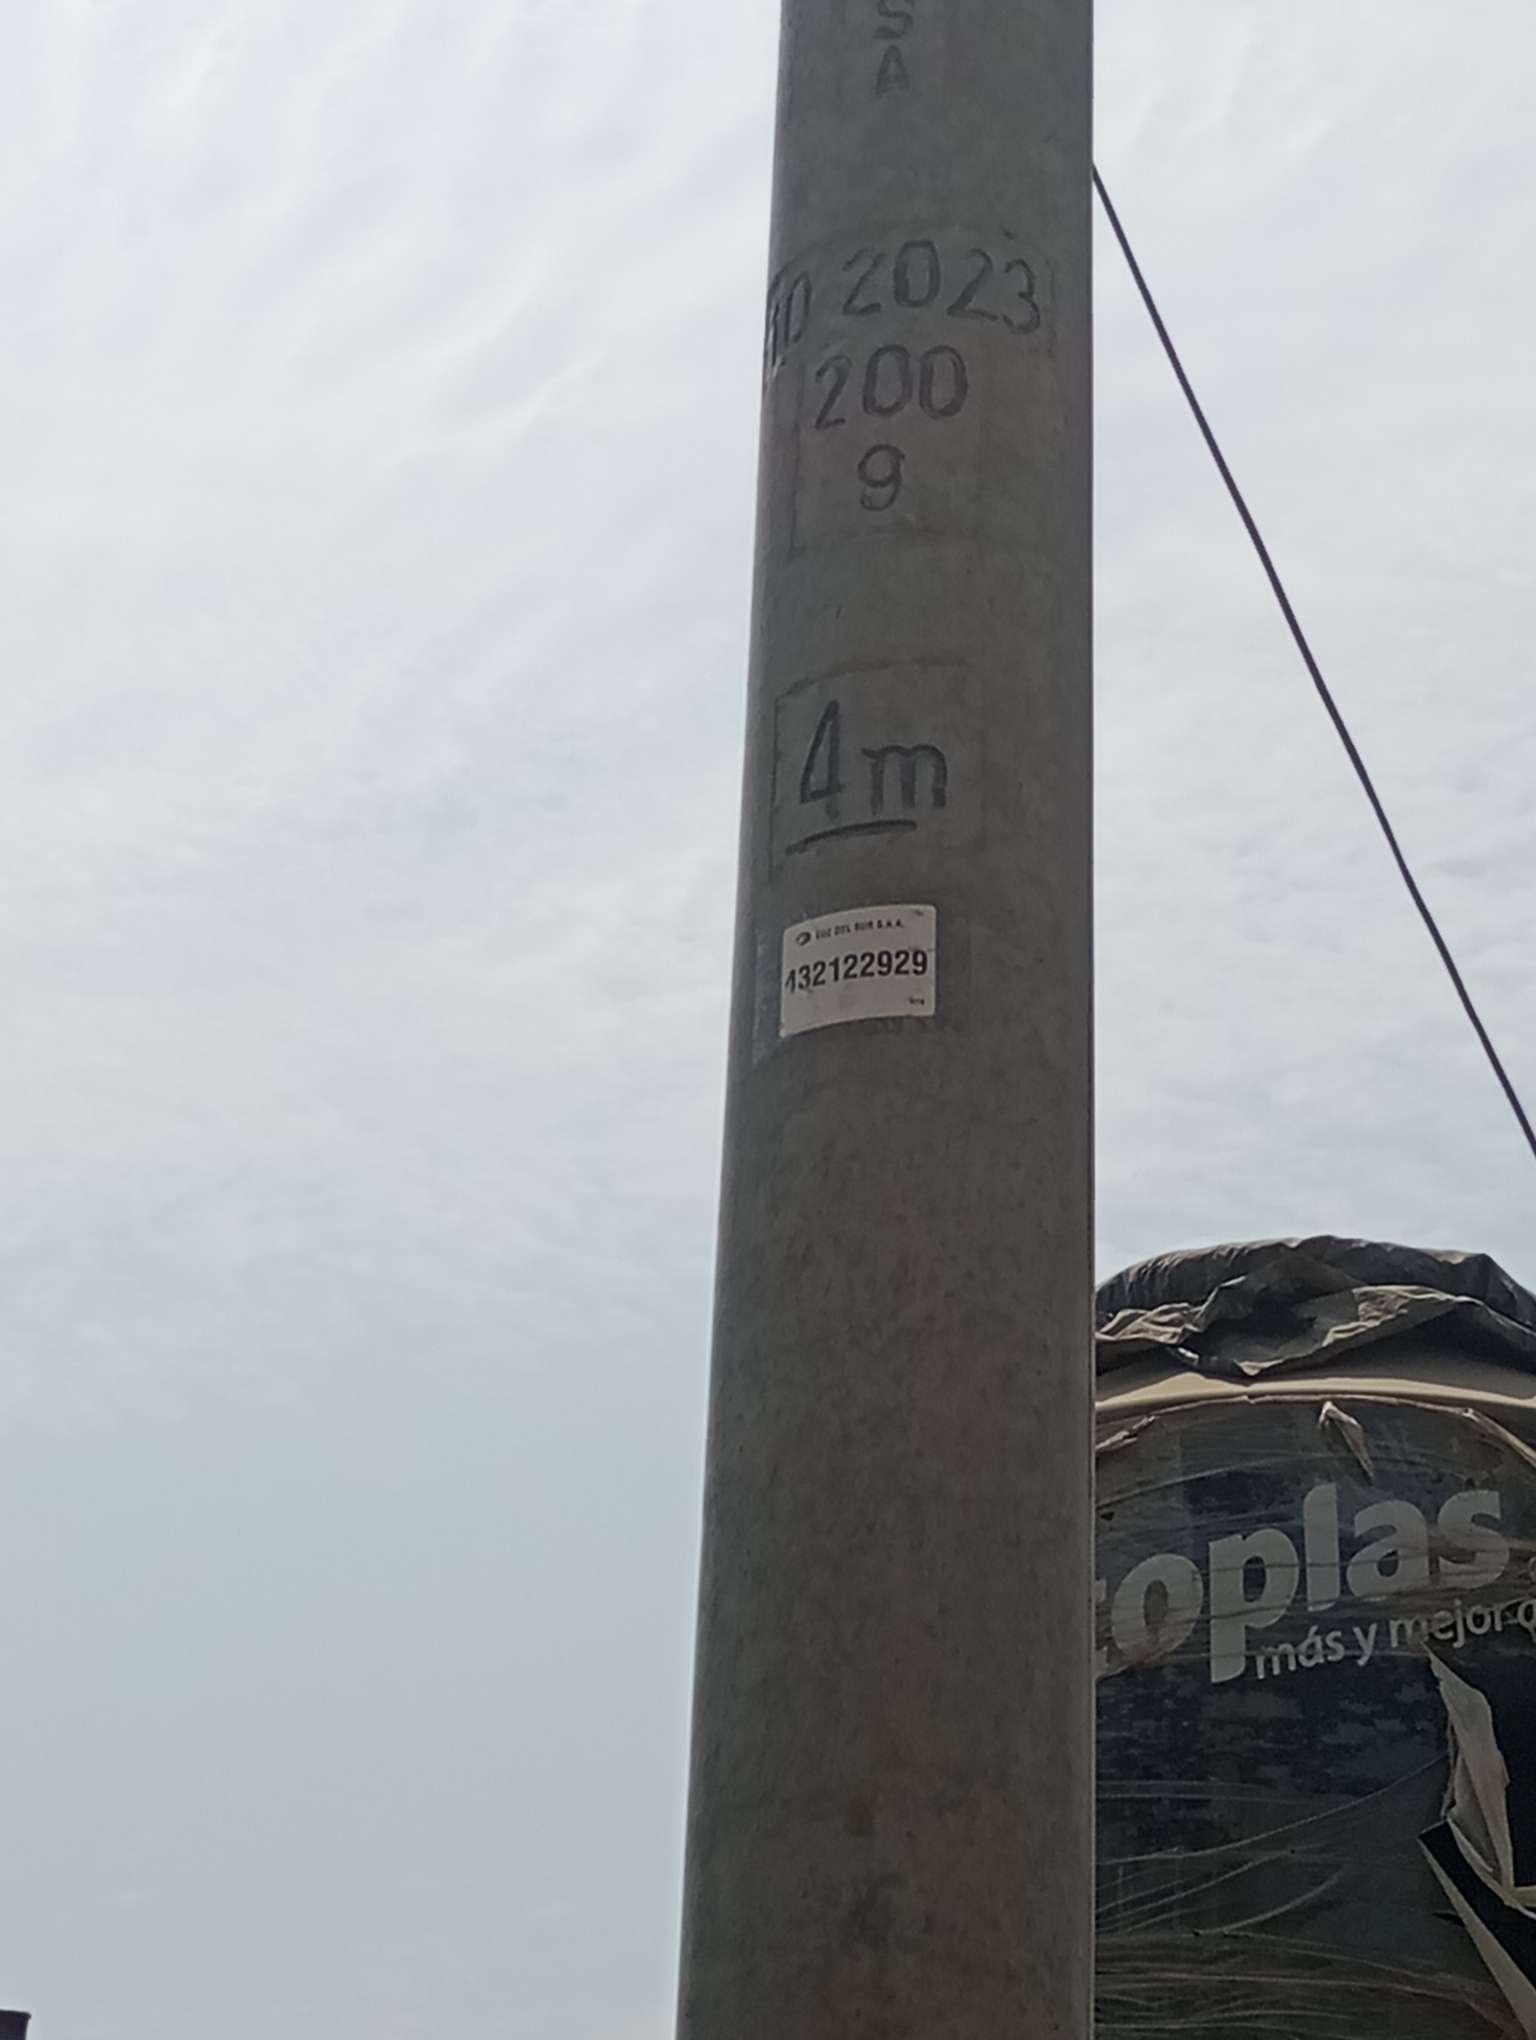 S
A
2023
200
9
4m
LUZ DEL SUR S.A.A.
132122929
toplas
más y mejor